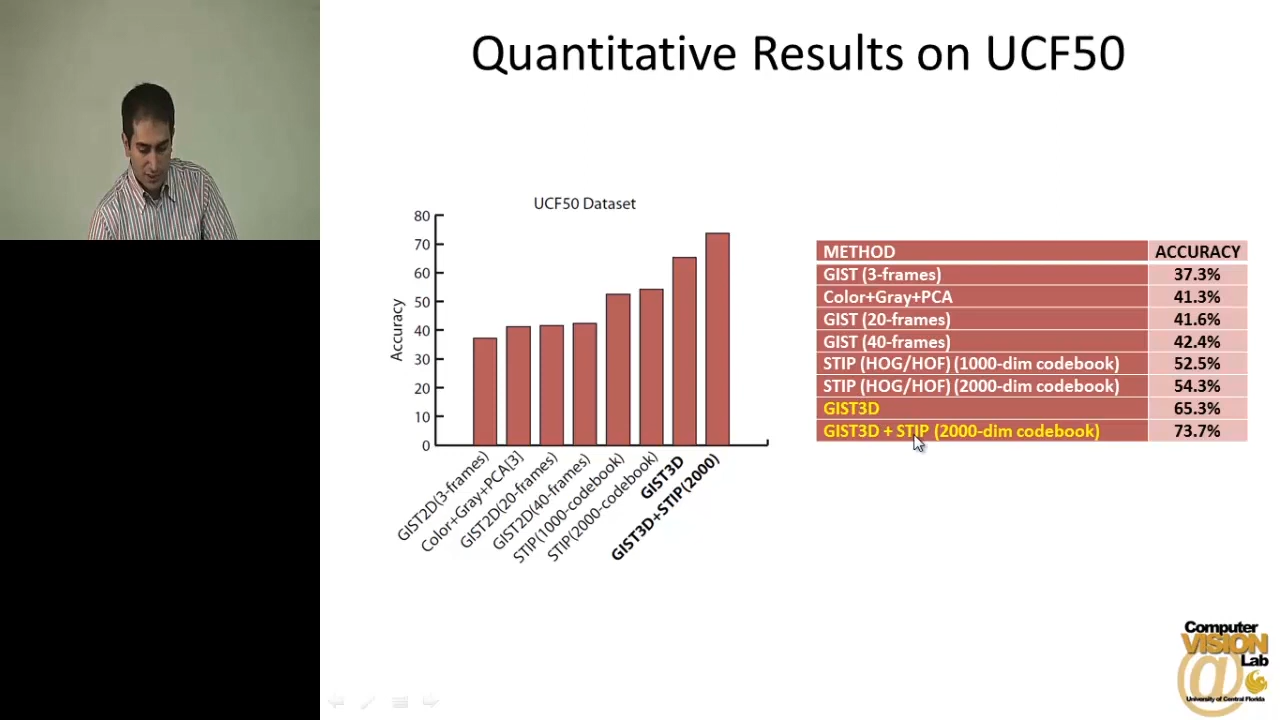 Quantitative Results on UCF50
UCF50 Dataset
80
70
60
50
40
30
20
10
0
Accuracy
GIST2D(3-frames)
Color+Gray+PCA[3]
GIST2D(20-frames)
GIST2D(40-frames)
STIP(1000-codebook)
STIP(2000-codebook)
GIST3D
GIST3D+STIP(2000)
METHOD ACCURACY
GIST (3-frames) 37.3%
Color+Gray+PCA 41.3%
GIST (20-frames) 41.6%
GIST (40-frames) 42.4%
STIP (HOG/HOF) (1000-dim codebook) 52.5%
STIP (HOG/HOF) (2000-dim codebook) 54.3%
GIST3D 65.3%
GIST3D + STIP (2000-dim codebook) 73.7%
Computer
VISION
@ Lab
University of Central Florida